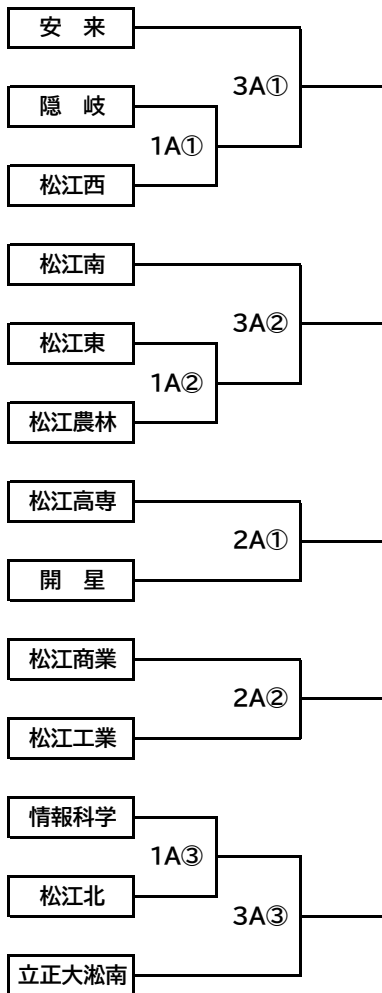 安　来
3A①
隠　岐
1A①
松江西
松江南
3A②
松江東
1A②
松江農林
松江高専
2A①
開　星
松江商業
2A②
松江工業
情報科学
1A③
松江北
3A③
立正大淞南